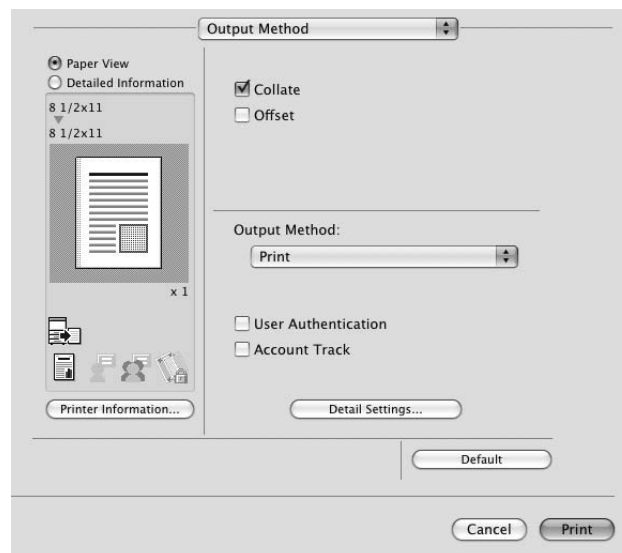 Output Method
Paper View
Detailed Information
8 1/2x11
8 1/2x11
x 1
Printer Information...
Collate
Offset
Output Method:
Print
User Authentication
Account Track
Detail Settings...
Default
Cancel
Print